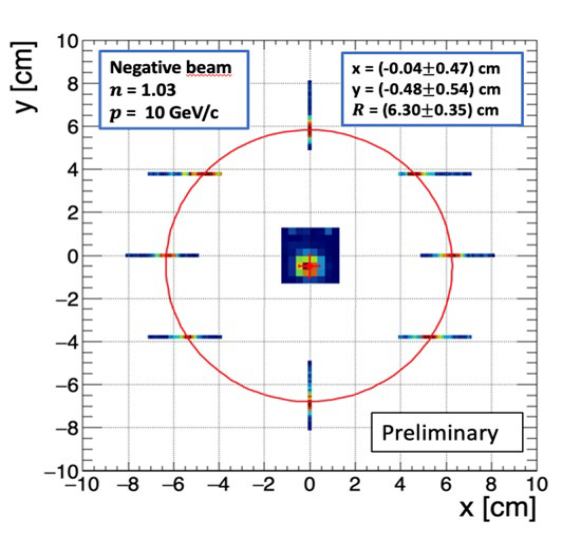 Negative beam
n = 1.03
p = 10 GeV/c
x = (-0.04±0.47) cm
y = (-0.48±0.54) cm
R = (6.30±0.35) cm
y [cm]
10
8
6
4
2
0
−2
−4
−6
−8
−10
Preliminary
−10 −8 −6 −4 −2 0 2 4 6 8 10
x [cm]